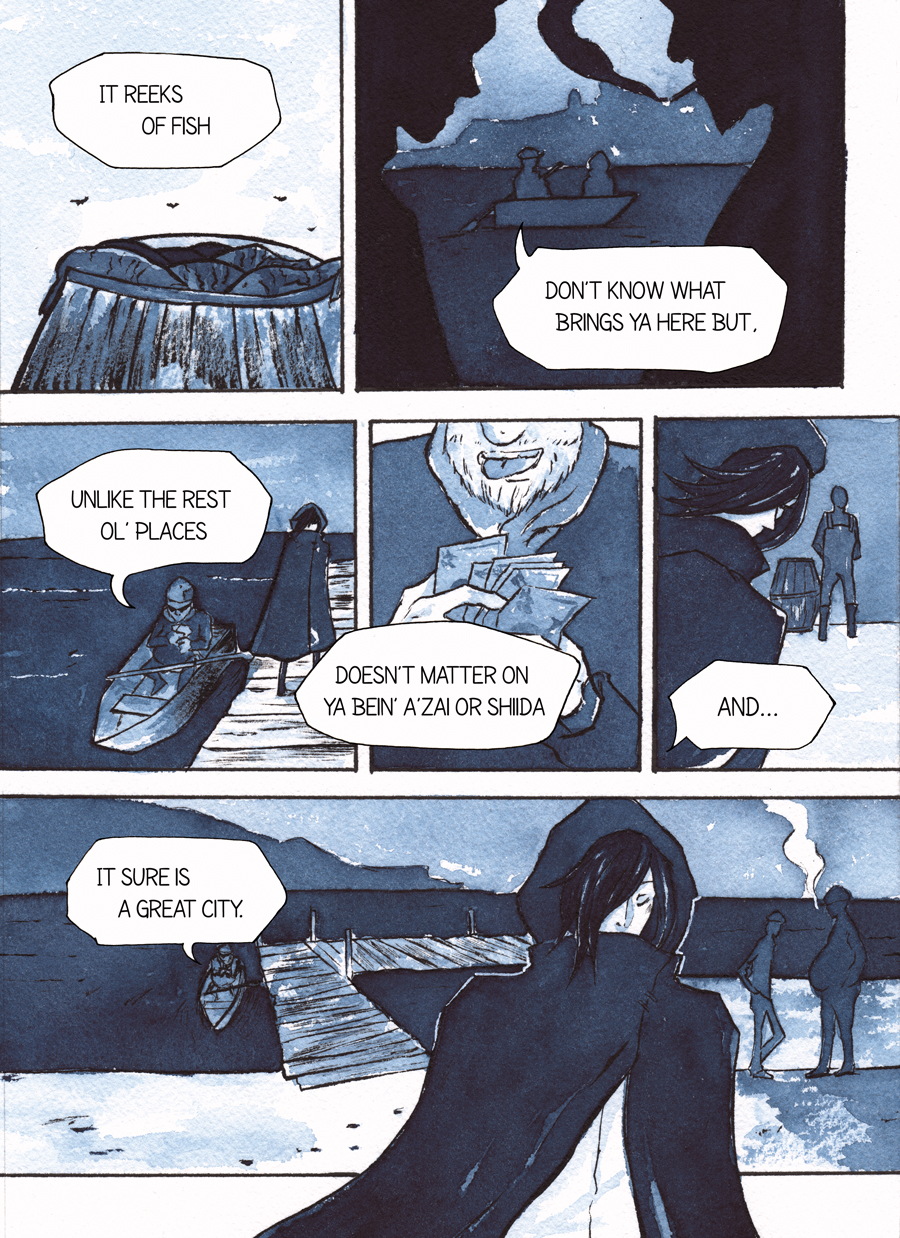 IT REEKS
OF FISH
DON'T KNOW WHAT
BRINGS YA HERE BUT,
UNLIKE THE REST
OL' PLACES
DOESN'T MATTER ON
YA BEIN' A'ZAI OR SHIIDA
AND...
IT SURE IS
A GREAT CITY.